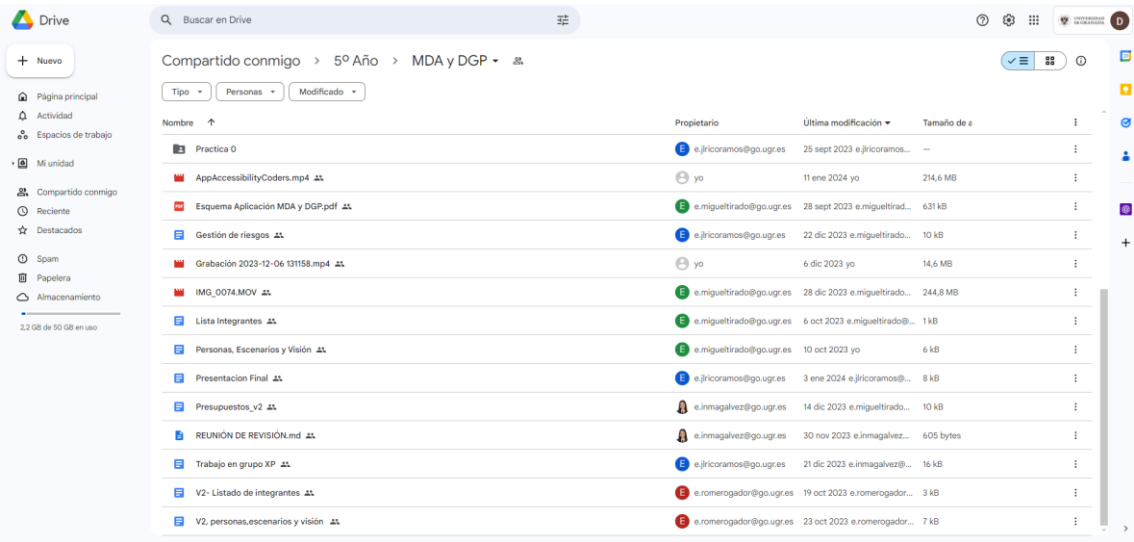 Drive
Buscar en Drive
UNIVERSIDAD DE GRANADA
D
Nuevo
Página principal
Actividad
Espacios de trabajo
Mi unidad
Compartido conmigo
Reciente
Destacados
Spam
Papelera
Almacenamiento
2,2 GB de 50 GB en uso
Compartido conmigo > 5º Año > MDA y DGP
Tipo Personas Modificado
Nombre Propietario Última modificación Tamaño de a
Practica 0 E e.jlricoramos@go.ugr.es 25 sept 2023 e.jlricoramos... —
AppAccessibilityCoders.mp4 yo 11 ene 2024 yo 214,6 MB
PDF Esquema Aplicación MDA y DGP.pdf E e.migueltirado@go.ugr.es 28 sept 2023 e.migueltirad... 631 kB
Gestión de riesgos E e.jlricoramos@go.ugr.es 22 dic 2023 e.migueltirado... 10 kB
Grabación 2023-12-06 131158.mp4 yo 6 dic 2023 yo 14,6 MB
IMG_0074.MOV E e.migueltirado@go.ugr.es 28 dic 2023 e.migueltirado... 244,8 MB
Lista Integrantes E e.migueltirado@go.ugr.es 6 oct 2023 e.migueltirado@... 1 kB
Personas, Escenarios y Visión E e.migueltirado@go.ugr.es 10 oct 2023 yo 6 kB
Presentacion Final E e.jlricoramos@go.ugr.es 3 ene 2024 e.jlricoramos@... 8 kB
Presupuestos_v2 e.inmagalvez@go.ugr.es 14 dic 2023 e.migueltirado... 10 kB
REUNIÓN DE REVISIÓN.md e.inmagalvez@go.ugr.es 30 nov 2023 e.inmagalvez... 605 bytes
Trabajo en grupo XP E e.jlricoramos@go.ugr.es 21 dic 2023 e.inmagalvez@... 16 kB
V2- Listado de integrantes E e.romerogador@go.ugr.es 19 oct 2023 e.romerogador... 3 kB
V2, personas,escenarios y visión E e.romerogador@go.ugr.es 23 oct 2023 e.romerogador... 7 kB